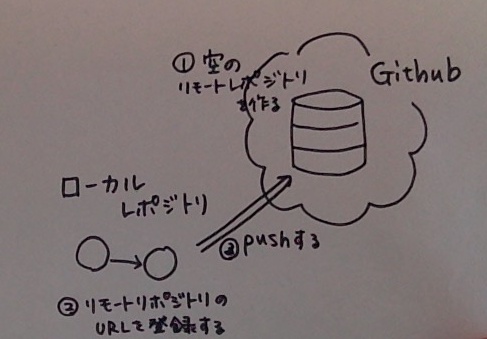 ① 空の
リモートレポジトリ
を作る
Github
ローカル
レポジトリ
③ pushする
② リモートリポジトリの
URLを登録する